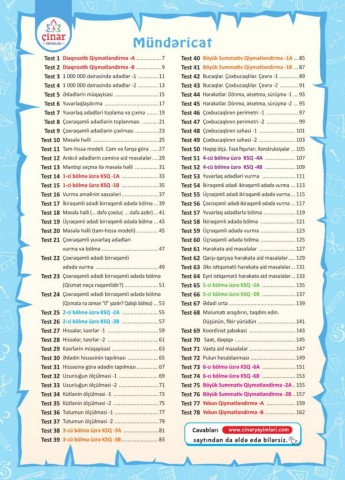 çinar
Mündəricat
Test 1 Diaqnostik Qiymətləndirmə -A 7
Test 2 Diaqnostik Qiymətləndirmə -B 9
Test 3 1 000 000 dairəsində ədədlər -1 11
Test 4 1 000 000 dairəsində ədədlər -2 13
Test 5 Ədədlərin müqayisəsi 15
Test 6 Yuvarlaqlaşdırma 17
Test 7 Yuvarlaq ədədləri toplama və çıxma 19
Test 8 Çoxrəqəmli ədədlərin toplanması 21
Test 9 Çoxrəqəmli ədədlərin çıxılması 23
Test 10 Məsələ həlli 25
Test 11 Tam-hissə modeli. Cəm və fərqə görə 27
Test 12 Ardıcıl ədədlərin cəminə aid məsələlər 29
Test 13 Məntiqi seçmə ilə məsələ həlli 31
Test 14 1-ci bölmə üzrə KSQ -1A 33
Test 15 1-ci bölmə üzrə KSQ -1B 35
Test 16 Vurma əməlinin xassələri 37
Test 17 İkirəqəmli ədədi birrəqəmli ədədə bölmə 39
Test 18 Məsələ həlli (... dəfə çoxdur, ... dəfə azdır) 41
Test 19 Üçrəqəmli ədədi birrəqəmli ədədə bölmə 43
Test 20 Məsələ həlli (tam-hissə modeli) 45
Test 21 Çoxrəqəmli yuvarlaq ədədləri
vurma və bölmə 47
Test 22 Çoxrəqəmli ədədi birrəqəmli
ədədə vurma 49
Test 23 Çoxrəqəmli ədədi birrəqəmli ədədə bölmə
(Qismət neçə rəqəmlidir?) 51
Test 24 Çoxrəqəmli ədədi birrəqəmli ədədə bölmə
(Qismətə nə zaman "0" yazılır? Qalıqlı bölmə) 53
Test 25 2-ci bölmə üzrə KSQ -2A 55
Test 26 2-ci bölmə üzrə KSQ -2B 57
Test 27 Hissələr, kəsrlər -1 59
Test 28 Hissələr, kəsrlər -2 61
Test 29 Kəsrlərin müqayisəsi 63
Test 30 Ədədin hissəsinin tapılması 65
Test 31 Hissəsinə görə ədədin tapılması 67
Test 32 Uzunluğun ölçülməsi -1 69
Test 33 Uzunluğun ölçülməsi -2 71
Test 34 Kütlənin ölçülməsi -1 73
Test 35 Kütlənin ölçülməsi -2 75
Test 36 Tutumun ölçülməsi -1 77
Test 37 Tutumun ölçülməsi -2 79
Test 38 3-cü bölmə üzrə KSQ -3A 81
Test 39 3-cü bölmə üzrə KSQ -3B 83
Test 40 Böyük Summativ Qiymətləndirmə -1A 85
Test 41 Böyük Summativ Qiymətləndirmə -1B 87
Test 42 Bucaqlar. Çoxbucaqlılar. Çevrə -1 89
Test 43 Bucaqlar. Çoxbucaqlılar. Çevrə -2 91
Test 44 Hərəkətlər. Dönmə, əksetmə, sürüşmə -1 93
Test 45 Hərəkətlər. Dönmə, əksetmə, sürüşmə -2 95
Test 46 Çoxbucaqlının perimetri -1 97
Test 47 Çoxbucaqlının perimetri -2 99
Test 48 Çoxbucaqlının sahəsi -1 101
Test 49 Çoxbucaqlının sahəsi -2 103
Test 50 Həqiqi ölçü. Fəza fiqurları. Konstruksiyalar 105
Test 51 4-cü bölmə üzrə KSQ -4A 107
Test 52 4-cü bölmə üzrə KSQ -4B 109
Test 53 Yuvarlaq ədədləri vurma 111
Test 54 İkirəqəmli ədədi ikirəqəmli ədədə vurma 113
Test 55 Üçrəqəmli ədədi ikirəqəmli ədədə vurma 115
Test 57 Yuvarlaq ədədlərlə bölmə 117
Test 58 İkirəqəmli ədədə bölmə 119
Test 58 İkirəqəmli ədədə bölmə 121
Test 59 Üçrəqəmli ədədə vurma 123
Test 60 Üçrəqəmli ədədə bölmə 125
Test 61 Hərəkətə aid məsələlər 127
Test 62 Qarşı-qarşıya hərəkətə aid məsələlər 129
Test 63 Əks istiqamətli hərəkətə aid məsələlər 131
Test 64 Eyni istiqamətli hərəkətə aid məsələlər 133
Test 65 5-ci bölmə üzrə KSQ -5A 135
Test 66 5-ci bölmə üzrə KSQ -5B 137
Test 67 Ədədi orta 139
Test 68 Məlumatı araşdırın, təqdim edin.
Düşünün, fikir yürüdün! 141
Test 69 Koordinat şəbəkəsi 143
Test 70 Saat, dəqiqə 145
Test 71 Vaxta aid məsələlər 147
Test 72 Pulun hesablanması 149
Test 73 6-cı bölmə üzrə KSQ -6A 151
Test 74 6-cı bölmə üzrə KSQ -6B 153
Test 75 Böyük Summativ Qiymətləndirmə -2A 155
Test 76 Böyük Summativ Qiymətləndirmə -2B 157
Test 77 Yekun Qiymətləndirmə -A 159
Test 78 Yekun Qiymətləndirmə -B 162
Cavabları www.cinaryayinlari.com
saytından da əldə edə bilərsiz.